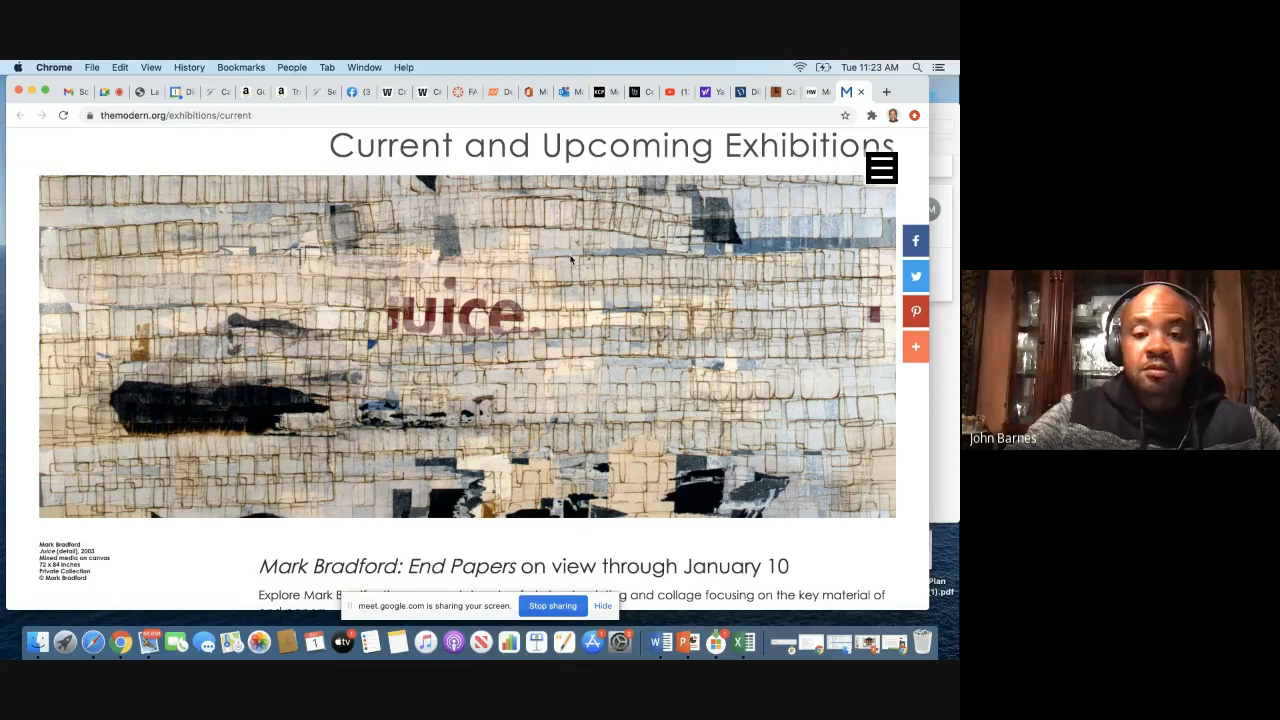 Chrome File Edit View History Bookmarks People Tab Window Help Tue 11:23 AM
themodern.org/exhibitions/current
Current and Upcoming Exhibitions
juice
Mark Bradford
Juice (detail), 2003
Mixed media on canvas
72 x 84 inches
Private Collection
© Mark Bradford
Mark Bradford: End Papers on view through January 10
Explore Mark and collage focusing on the key material of
meet.google.com is sharing your screen. Stop sharing Hide
Plan
(1).pdf
John Barnes